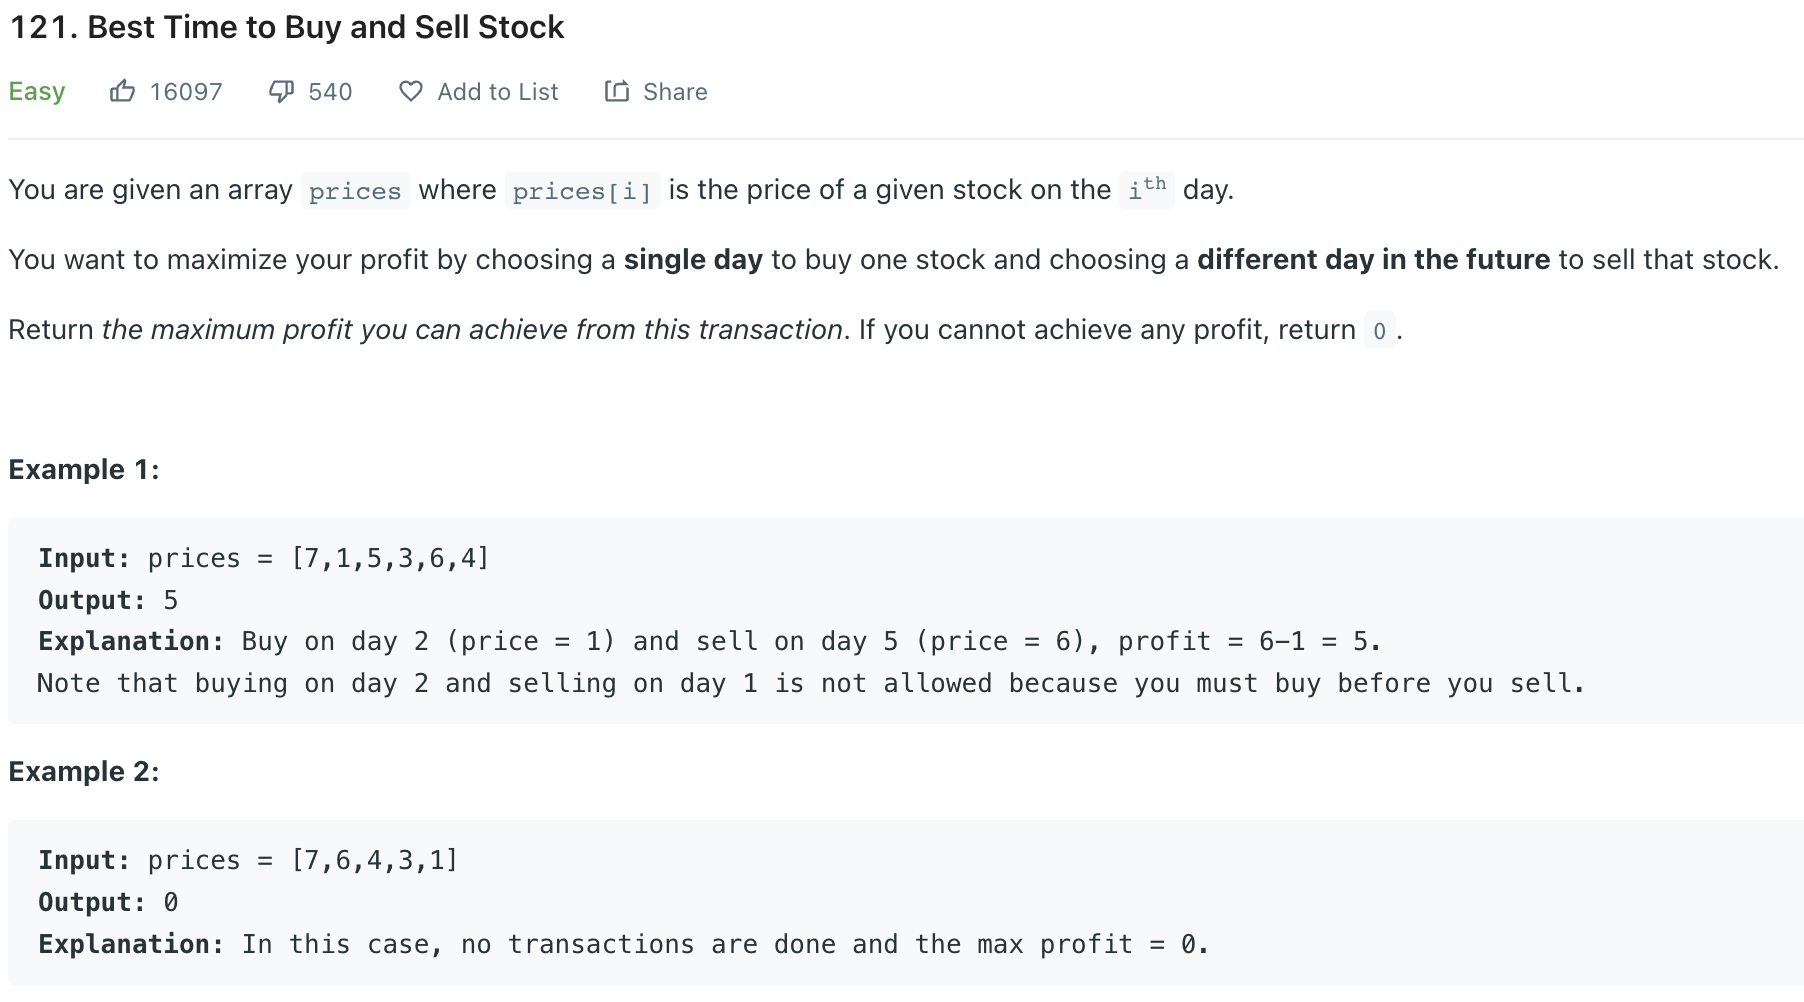 121. Best Time to Buy and Sell Stock
Easy 16097 540 Add to List Share
You are given an array prices where prices[i] is the price of a given stock on the ith day.
You want to maximize your profit by choosing a single day to buy one stock and choosing a different day in the future to sell that stock.
Return the maximum profit you can achieve from this transaction. If you cannot achieve any profit, return 0.
Example 1:
Input: prices = [7,1,5,3,6,4]
Output: 5
Explanation: Buy on day 2 (price = 1) and sell on day 5 (price = 6), profit = 6-1 = 5.
Note that buying on day 2 and selling on day 1 is not allowed because you must buy before you sell.
Example 2:
Input: prices = [7,6,4,3,1]
Output: 0
Explanation: In this case, no transactions are done and the max profit = 0.